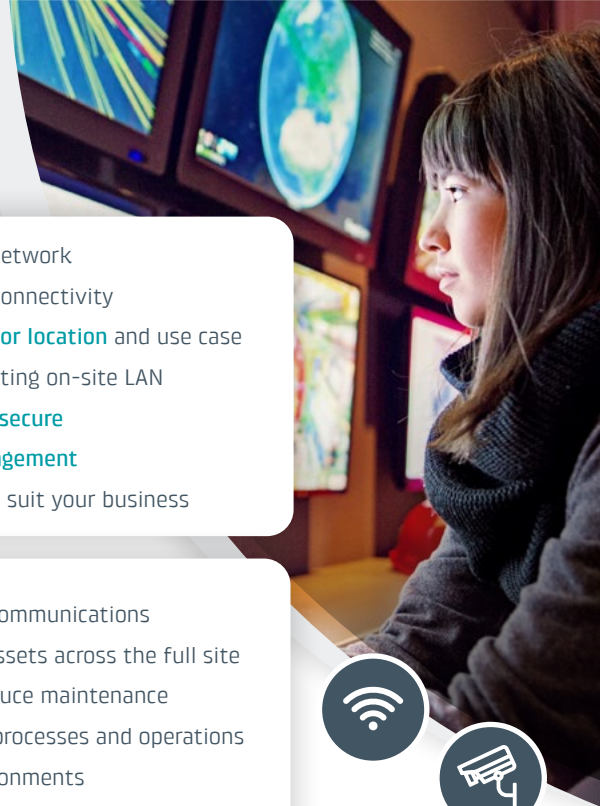 etwork
onnectivity
or location and use case
ting on-site LAN
secure
gement
suit your business
ommunications
ssets across the full site
uce maintenance
processes and operations
onments